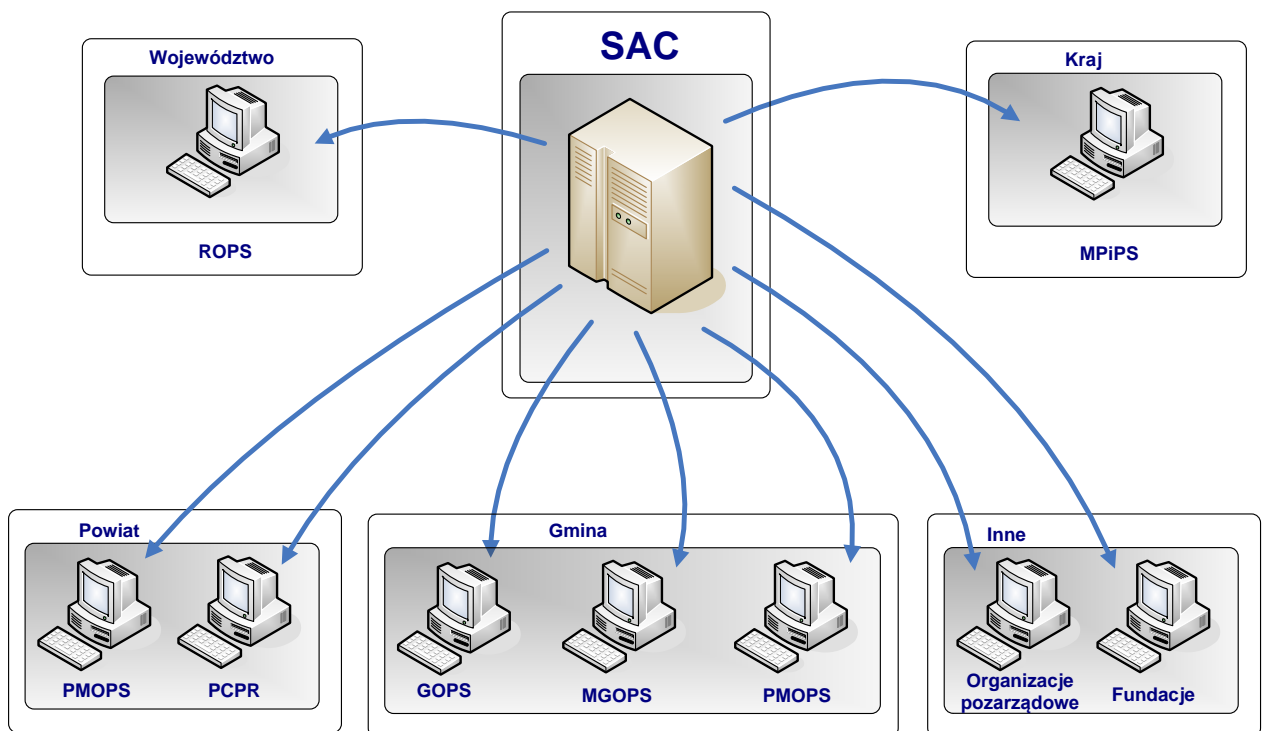 SAC
Województwo
ROPS
Kraj
MPiPS
Powiat
PMOPS
PCPR
Gmina
GOPS
MGOPS
PMOPS
Inne
Organizacje
pozarządowe
Fundacje